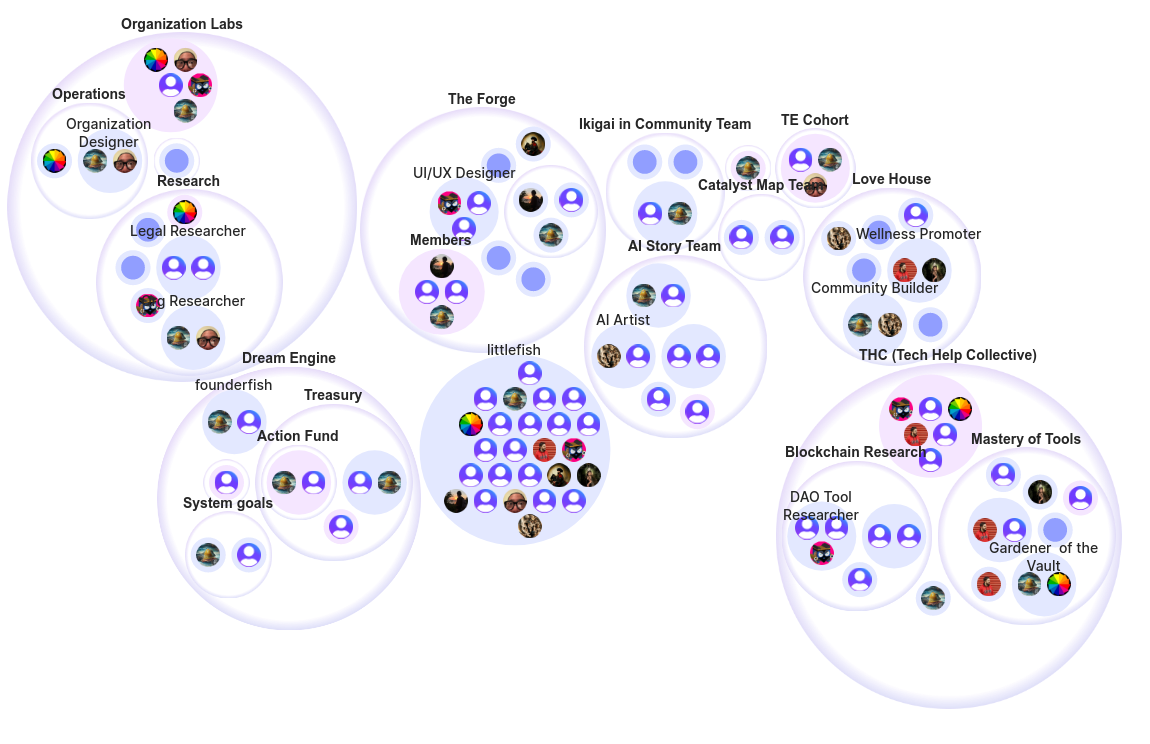 Organization Labs
Operations
Organization
Designer
Research
Legal Researcher
g Researcher
The Forge
UI/UX Designer
Members
Ikigai in Community Team
TE Cohort
Catalyst Map Team
Love House
Wellness Promoter
Community Builder
AI Story Team
AI Artist
Dream Engine
founderfish
Treasury
Action Fund
System goals
littlefish
THC (Tech Help Collective)
Blockchain Research
Mastery of Tools
DAO Tool
Researcher
Gardener of the
Vault